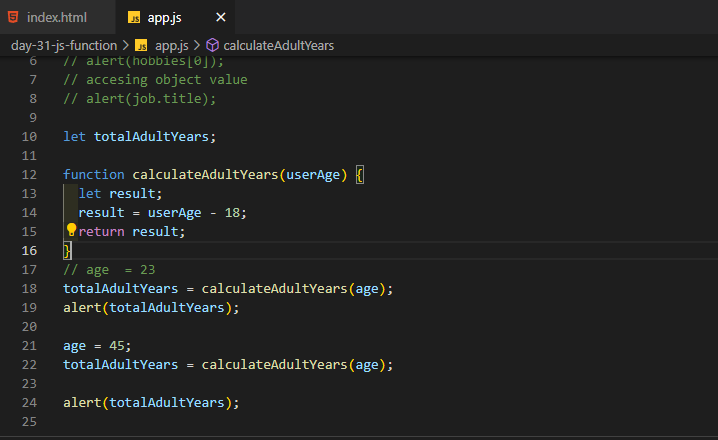 index.html
JS app.js ×
day-31-js-function > JS app.js > calculateAdultYears
6 // alert(hobbies[0]);
7 // accesing object value
8 // alert(job.title);
9
10 let totalAdultYears;
11
12 function calculateAdultYears(userAge) {
13 let result;
14 result = userAge - 18;
15 return result;
16 }
17 // age  = 23
18 totalAdultYears = calculateAdultYears(age);
19 alert(totalAdultYears);
20
21 age = 45;
22 totalAdultYears = calculateAdultYears(age);
23
24 alert(totalAdultYears);
25